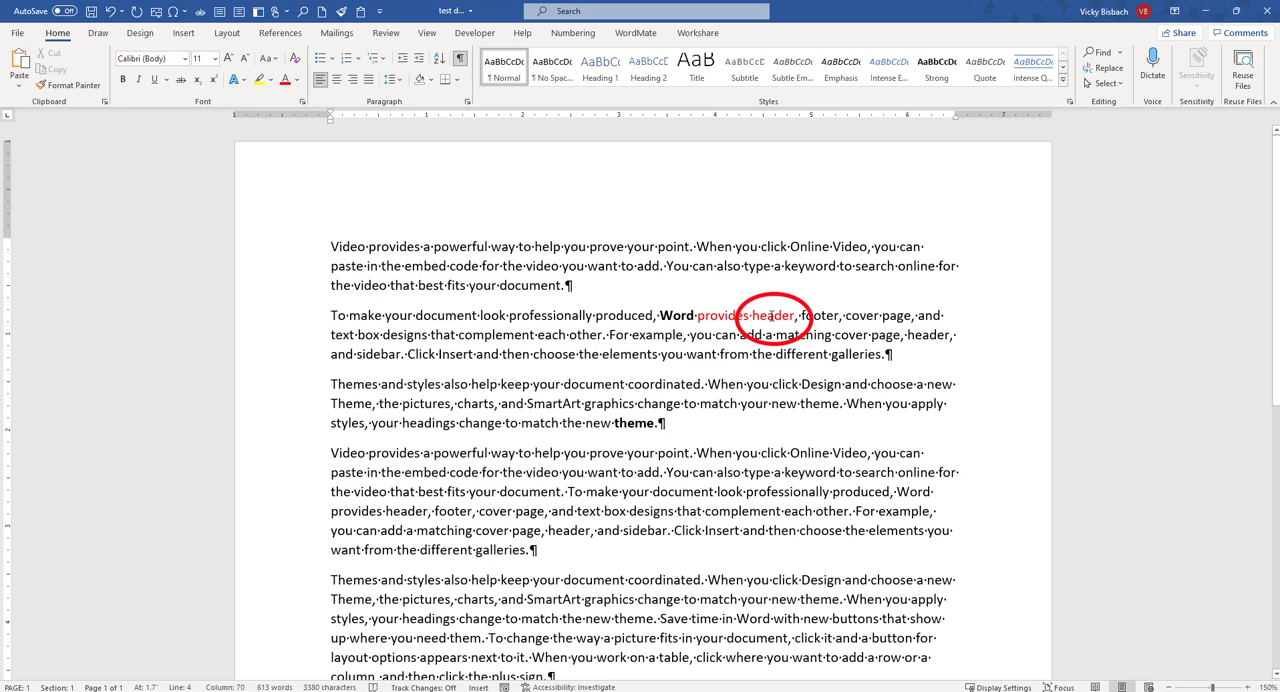 AutoSave Off test d... Search Vicky Bisbach VB
File Home Draw Design Insert Layout References Mailings Review View Developer Help Numbering WordMate Workshare Share Comments
Paste Cut Copy Format Painter
Calibri (Body) 11
AaBbCcDc AaBbCcDc AaBbC AaBbCcD AaB AaBbCcD AaBbCcDc AaBbCcDc AaBbCcDc AaBbCcDc AaBbCcDc AaBbCcDc
¶ Normal ¶ No Spac... Heading 1 Heading 2 Title Subtitle Subtle Em... Emphasis Intense E... Strong Quote Intense Q...
Find Replace Select
Dictate Sensitivity Reuse Files
Clipboard Font Paragraph Styles Editing Voice Sensitivity Reuse Files
1 1 2 3 4 5 6 7
Video·provides·a·powerful·way·to·help·you·prove·your·point.·When·you·click·Online·Video,·you·can·
paste·in·the·embed·code·for·the·video·you·want·to·add.·You·can·also·type·a·keyword·to·search·online·for·
the·video·that·best·fits·your·document.¶
To·make·your·document·look·professionally·produced,·Word·provides·header,·footer,·cover·page,·and·
text·box·designs·that·complement·each·other.·For·example,·you·can·add·a·matching·cover·page,·header,·
and·sidebar.·Click·Insert·and·then·choose·the·elements·you·want·from·the·different·galleries.¶
Themes·and·styles·also·help·keep·your·document·coordinated.·When·you·click·Design·and·choose·a·new·
Theme,·the·pictures,·charts,·and·SmartArt·graphics·change·to·match·your·new·theme.·When·you·apply·
styles,·your·headings·change·to·match·the·new·theme.¶
Video·provides·a·powerful·way·to·help·you·prove·your·point.·When·you·click·Online·Video,·you·can·
paste·in·the·embed·code·for·the·video·you·want·to·add.·You·can·also·type·a·keyword·to·search·online·for·
the·video·that·best·fits·your·document.·To·make·your·document·look·professionally·produced,·Word·
provides·header,·footer,·cover·page,·and·text·box·designs·that·complement·each·other.·For·example,·
you·can·add·a·matching·cover·page,·header,·and·sidebar.·Click·Insert·and·then·choose·the·elements·you·
want·from·the·different·galleries.¶
Themes·and·styles·also·help·keep·your·document·coordinated.·When·you·click·Design·and·choose·a·new·
Theme,·the·pictures,·charts,·and·SmartArt·graphics·change·to·match·your·new·theme.·When·you·apply·
styles,·your·headings·change·to·match·the·new·theme.·Save·time·in·Word·with·new·buttons·that·show·
up·where·you·need·them.·To·change·the·way·a·picture·fits·in·your·document,·click·it·and·a·button·for·
layout·options·appears·next·to·it.·When·you·work·on·a·table,·click·where·you·want·to·add·a·row·or·a·
column,·and·then·click·the·plus·sign.
PAGE: 1 Section: 1 Page 1 of 1 At: 1.7" Line: 4 Column: 70 613 words 3380 characters Track Changes: Off Insert Accessibility: Investigate Display Settings Focus 150%